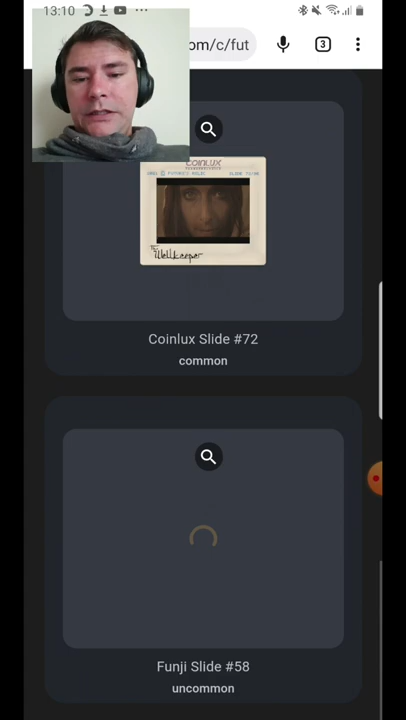 13:10
om/c/fut
3
COINLUX
The
Wellkeeper
Coinlux Slide #72
common
Funji Slide #58
uncommon